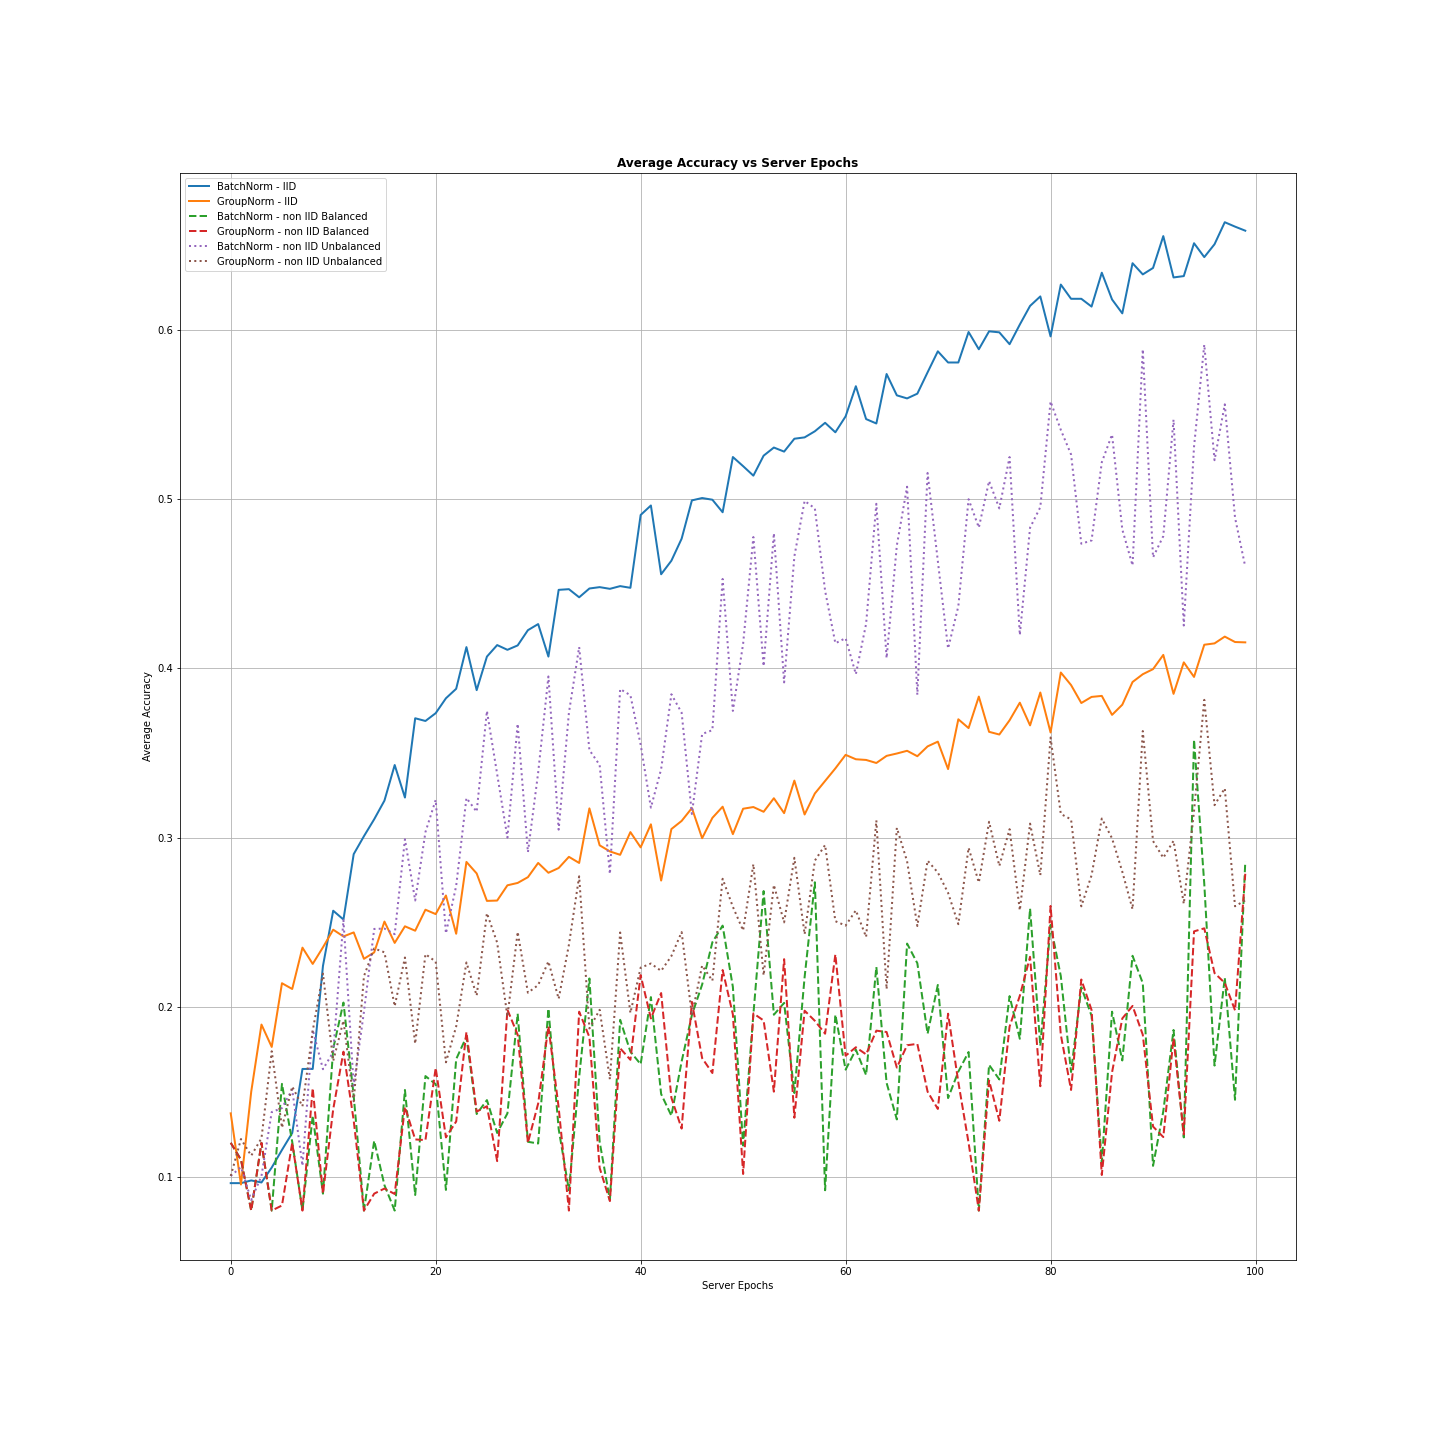 Average Accuracy vs Server Epochs
BatchNorm - IID
GroupNorm - IID
BatchNorm - non IID Balanced
GroupNorm - non IID Balanced
BatchNorm - non IID Unbalanced
GroupNorm - non IID Unbalanced
Average Accuracy
0.6
0.5
0.4
0.3
0.2
0.1
0 20 40 60 80 100
Server Epochs